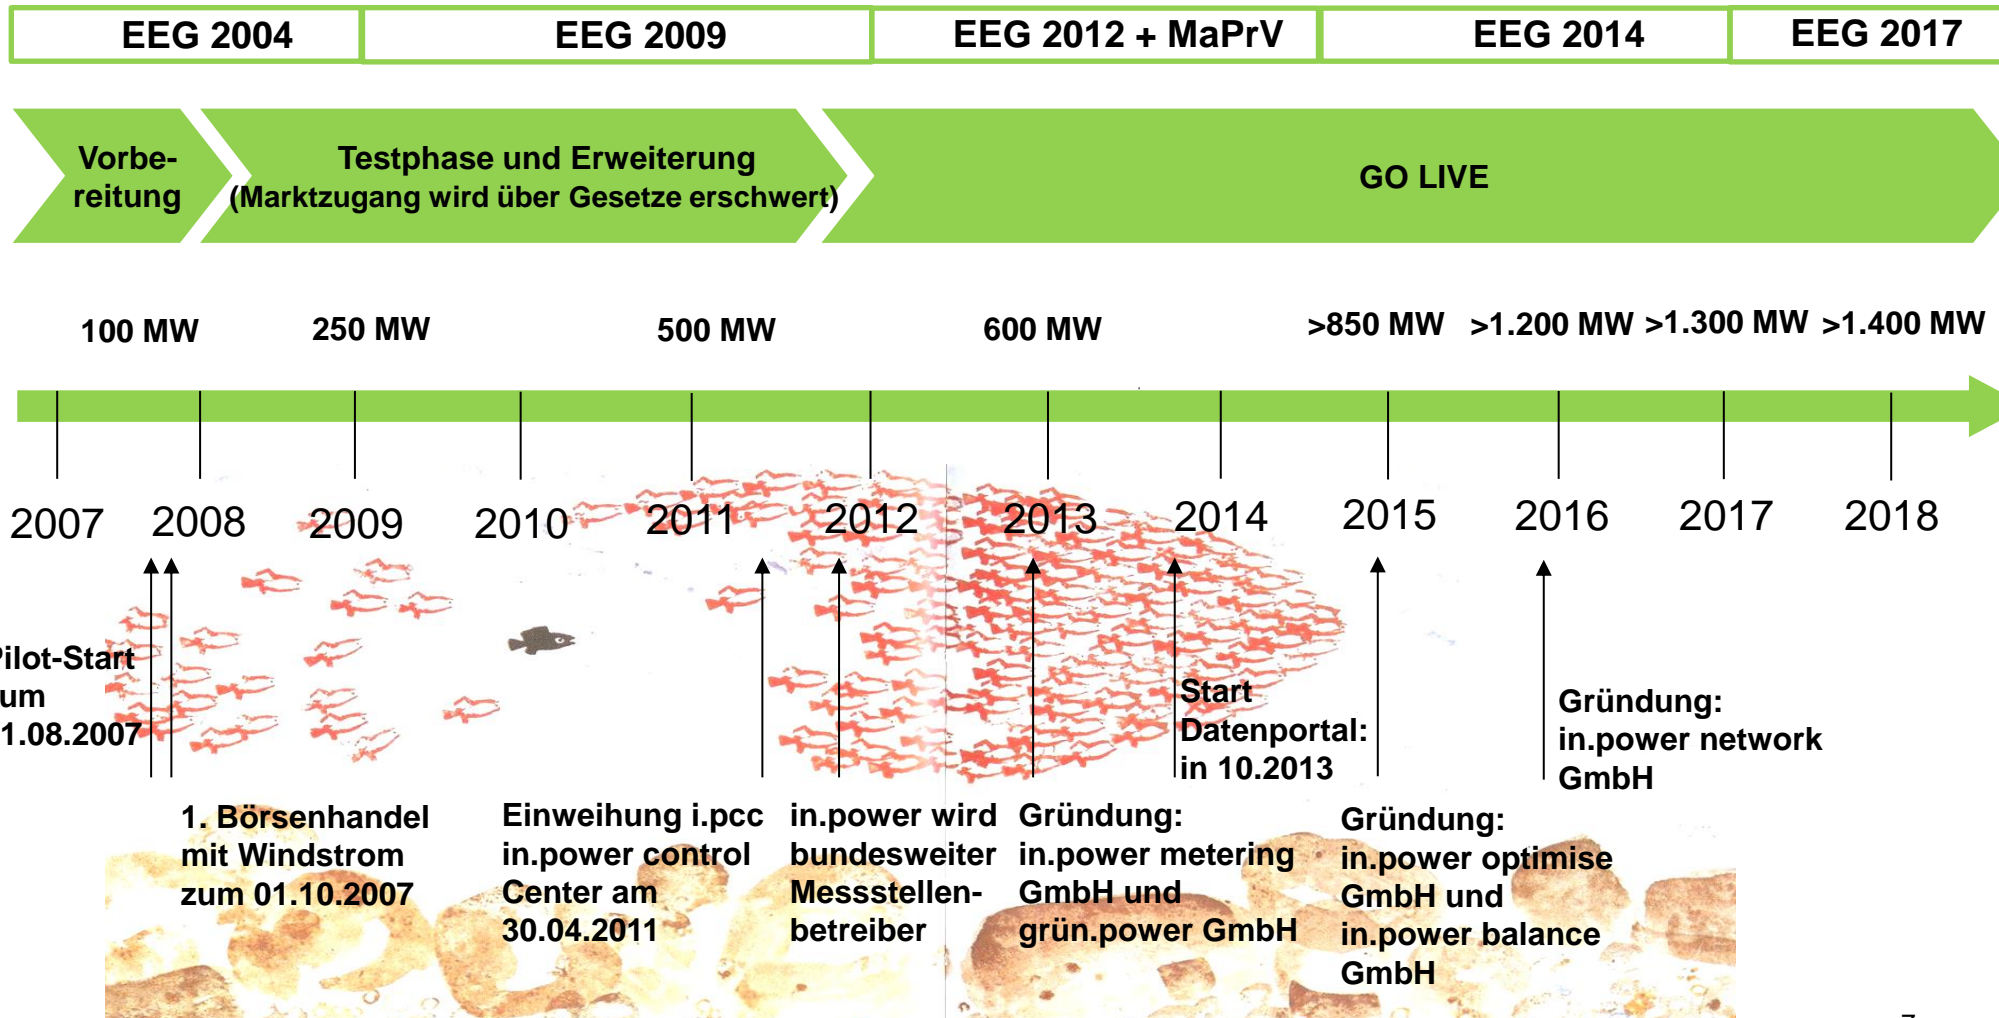 EEG 2004
EEG 2009
EEG 2012 + MaPrV
EEG 2014
EEG 2017
Vorbe-
reitung
Testphase und Erweiterung
(Marktzugang wird über Gesetze erschwert)
GO LIVE
100 MW
250 MW
500 MW
600 MW
>850 MW
>1.200 MW
>1.300 MW
>1.400 MW
2007
2008
2009
2010
2011
2012
2013
2014
2015
2016
2017
2018
Pilot-Start
um
1.08.2007
1. Börsenhandel
mit Windstrom
zum 01.10.2007
Einweihung i.pcc
in.power control
Center am
30.04.2011
in.power wird
bundesweiter
Messstellen-
betreiber
Gründung:
in.power metering
GmbH und
grün.power GmbH
Start
Datenportal:
in 10.2013
Gründung:
in.power optimise
GmbH und
in.power balance
GmbH
Gründung:
in.power network
GmbH